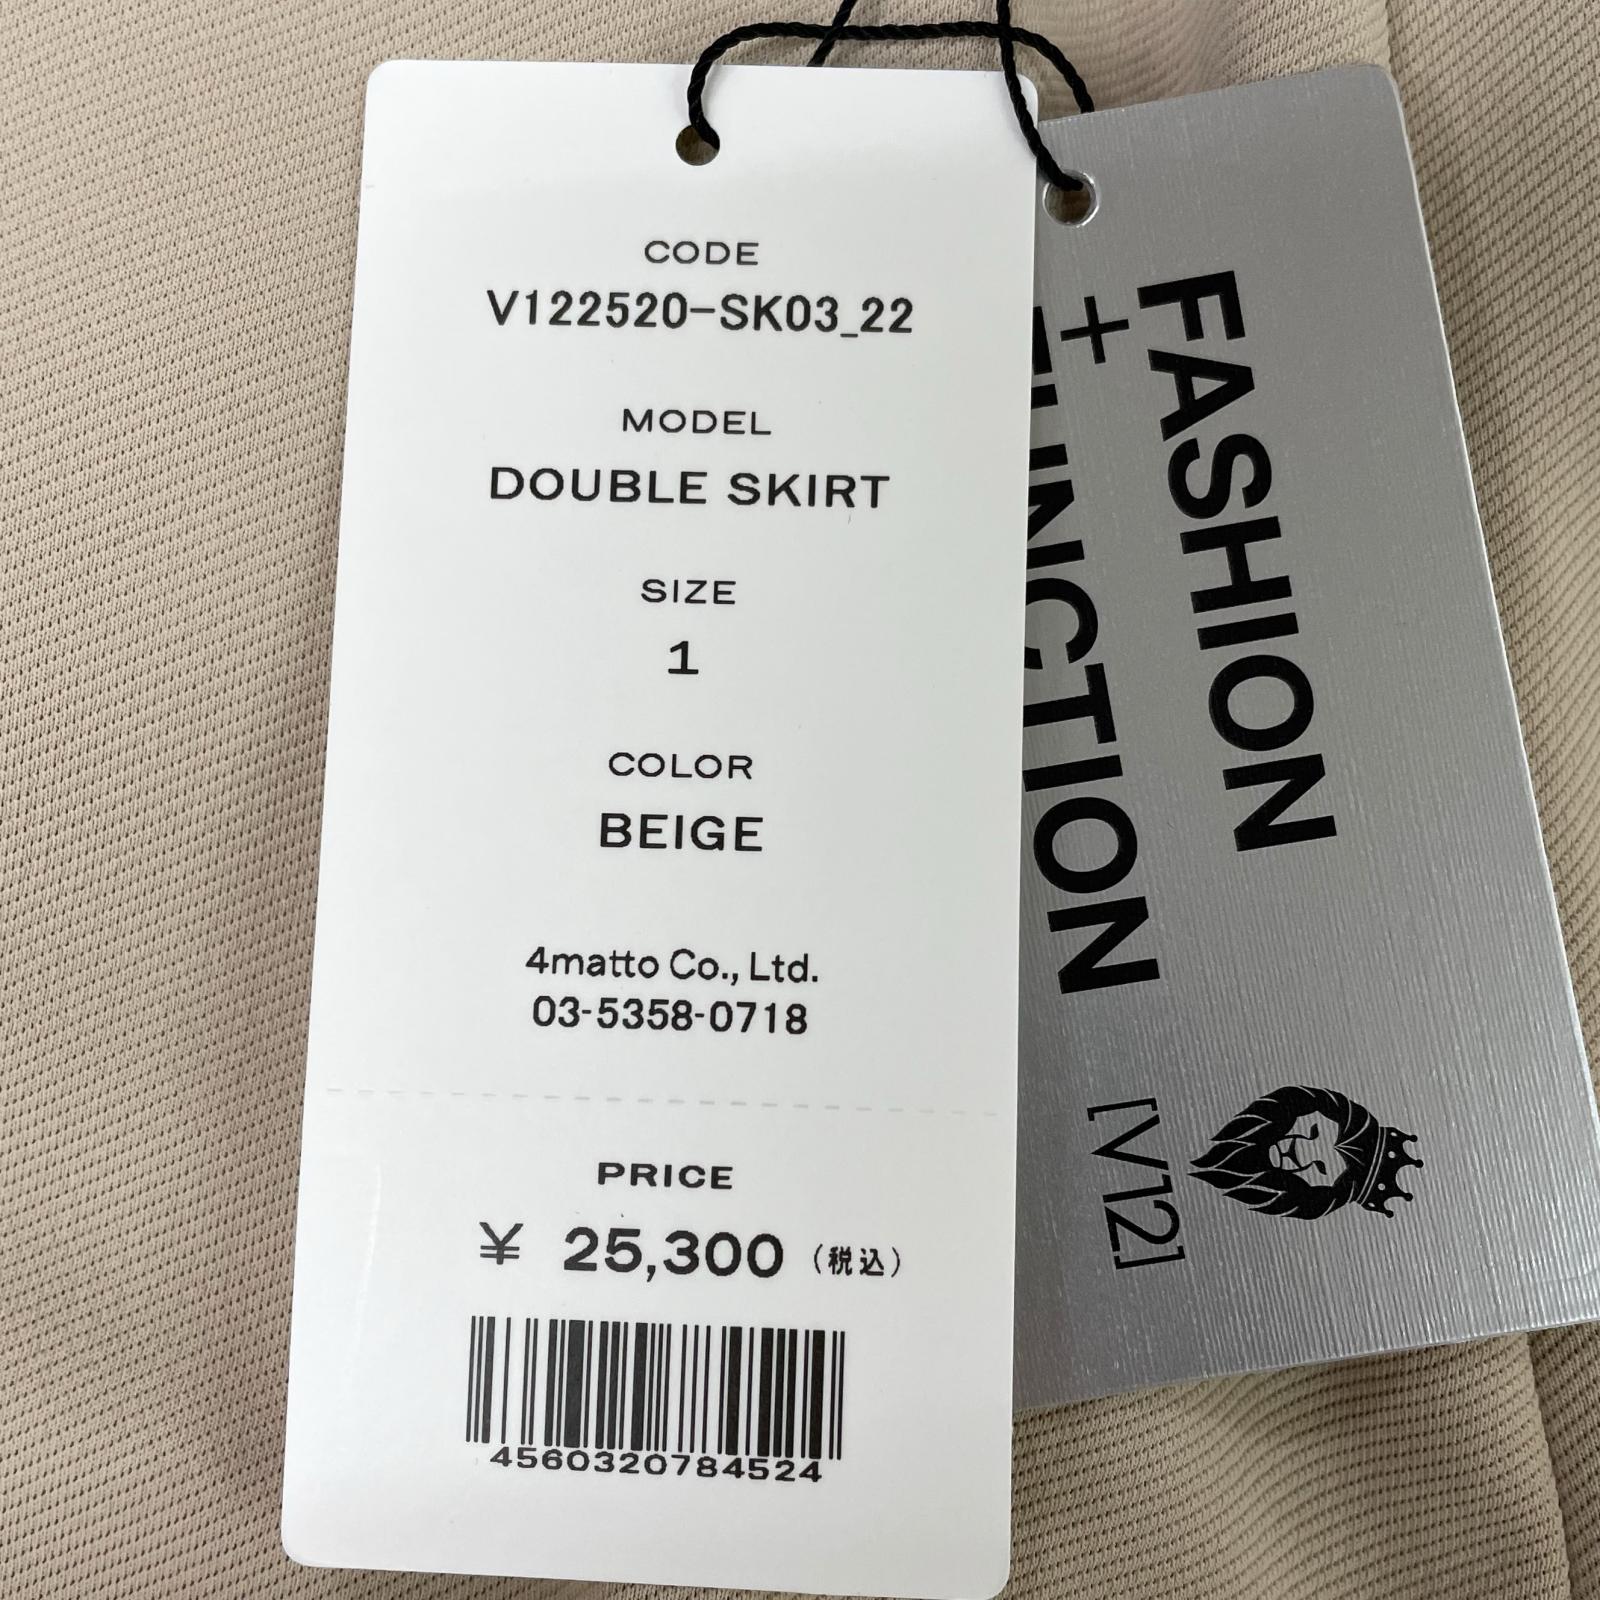 CODE
V122520-SK03_22
MODEL
DOUBLE SKIRT
SIZE
1
COLOR
BEIGE
4matto Co., Ltd.
03-5358-0718
PRICE
¥ 25,300 (税込)
4560320784524
FASHION
+ FUNCTION
[V12]